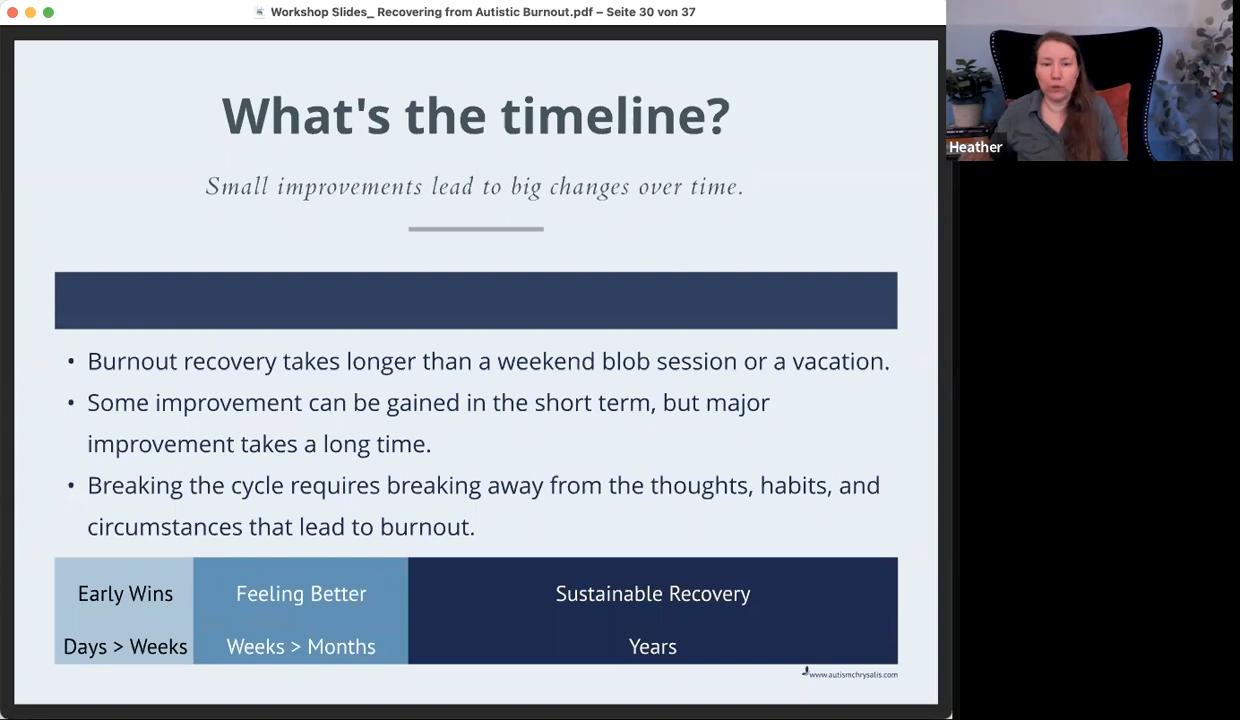 Workshop Slides_ Recovering from Autistic Burnout.pdf – Seite 30 von 37
Heather
What's the timeline?
Small improvements lead to big changes over time.
• Burnout recovery takes longer than a weekend blob session or a vacation.
• Some improvement can be gained in the short term, but major
improvement takes a long time.
• Breaking the cycle requires breaking away from the thoughts, habits, and
circumstances that lead to burnout.
Early Wins
Days > Weeks
Feeling Better
Weeks > Months
Sustainable Recovery
Years
www.autismchrysalis.com